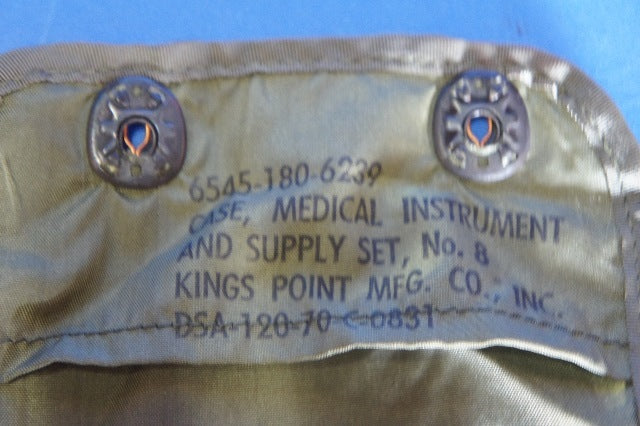 6545-180-6239
CASE, MEDICAL INSTRUMENT
AND SUPPLY SET, No. 8
KINGS POINT MFG. CO., INC.
DSA-120-70-C-0831